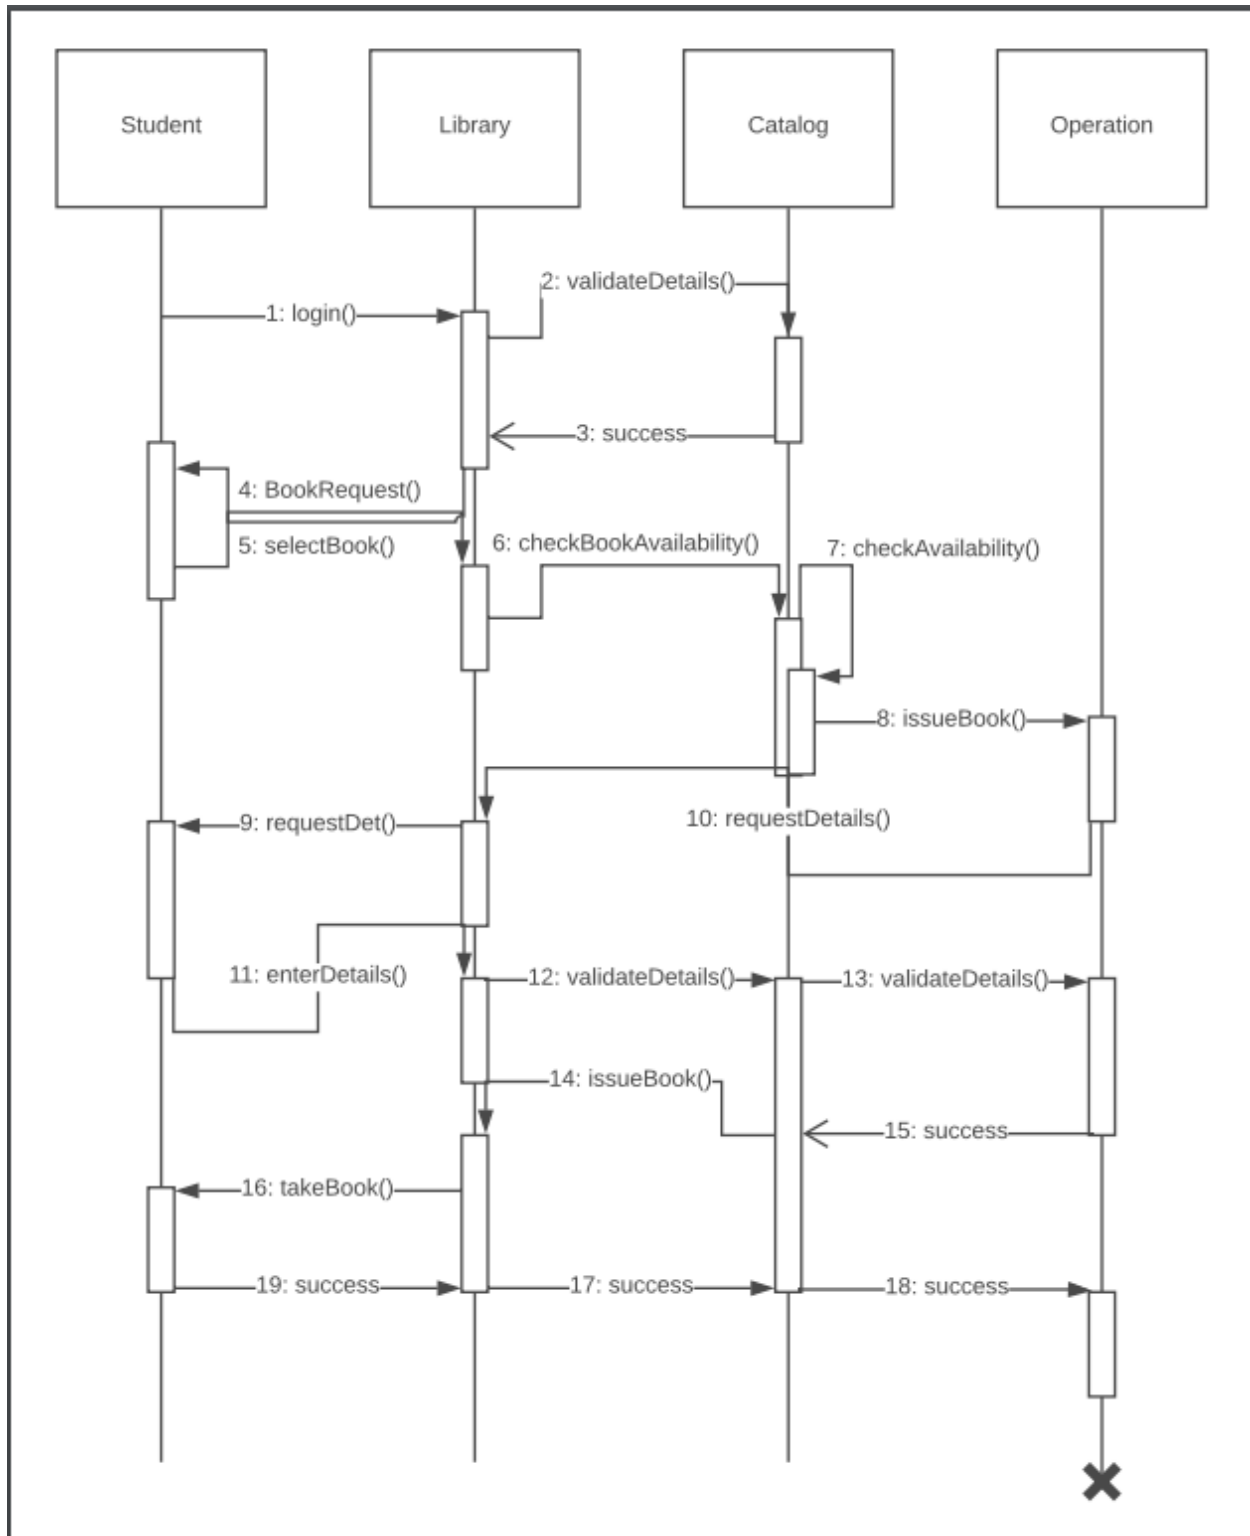 Student
Library
Catalog
Operation
2: validateDetails()
1: login()
3: success
4: BookRequest()
5: selectBook()
6: checkBookAvailability()
7: checkAvailability()
8: issueBook()
9: requestDet()
10: requestDetails()
11: enterDetails()
12: validateDetails()
13: validateDetails()
14: issueBook()
15: success
16: takeBook()
19: success
17: success
18: success